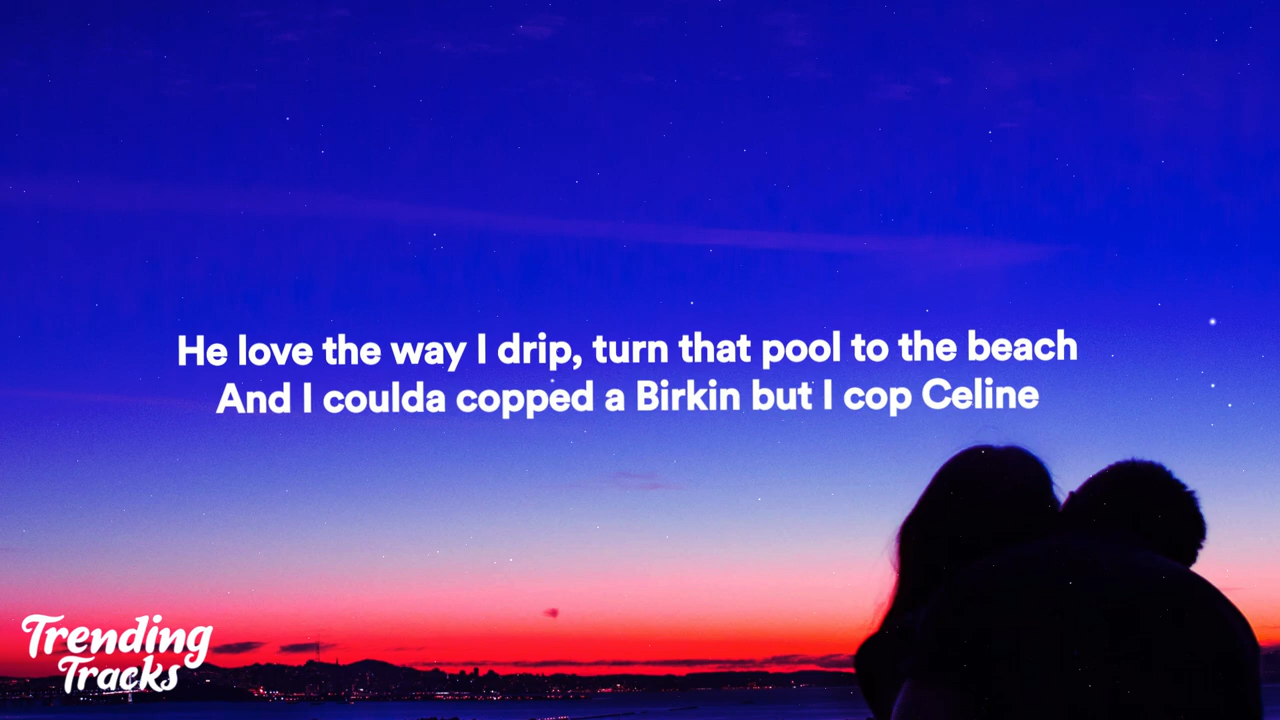 He love the way I drip, turn that pool to the beach
And I coulda copped a Birkin but I cop Celine
Trending
Tracks